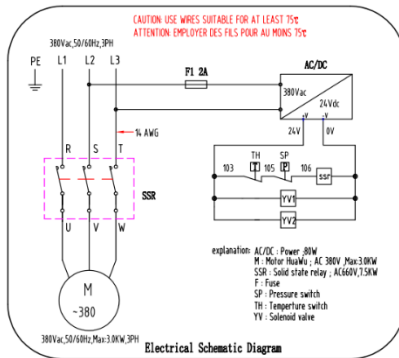 CAUTION: USE WIRES SUITABLE FOR AT LEAST 75℃
ATTENTION: EMPLOYER DES FILS POUR AU MOINS 75℃
380Vac,50/60Hz,3PH
PE L1 L2 L3
F1 2A
AC/DC
380Vac
24Vdc
-V -V
24V 0V
14 AWG
R S T
SSR
U V W
TH SP
103 105 P 106 ssr
YV1
YV2
M
~380
380Vac,50/60Hz,Max:3.0KW,3PH
explanation: AC/DC : Power ,80W
M : Motor HuaWu ; AC 380V ,Max:3.0KW
SSR : Solid state relay ; AC660V,7.5KW
F : Fuse
SP : Pressure switch
TH : Temperture switch
YV : Solenoid valve
Electrical Schematic Diagram